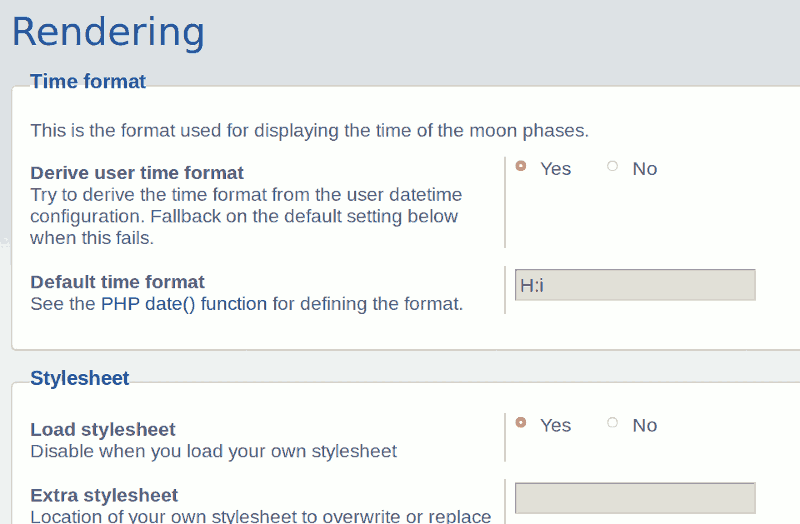 Rendering
Time format
This is the format used for displaying the time of the moon phases.
Derive user time format
Yes No
Try to derive the time format from the user datetime
configuration. Fallback on the default setting below
when this fails.
Default time format
H:i
See the PHP date() function for defining the format.
Stylesheet
Load stylesheet
Yes No
Disable when you load your own stylesheet
Extra stylesheet
Location of your own stylesheet to overwrite or replace